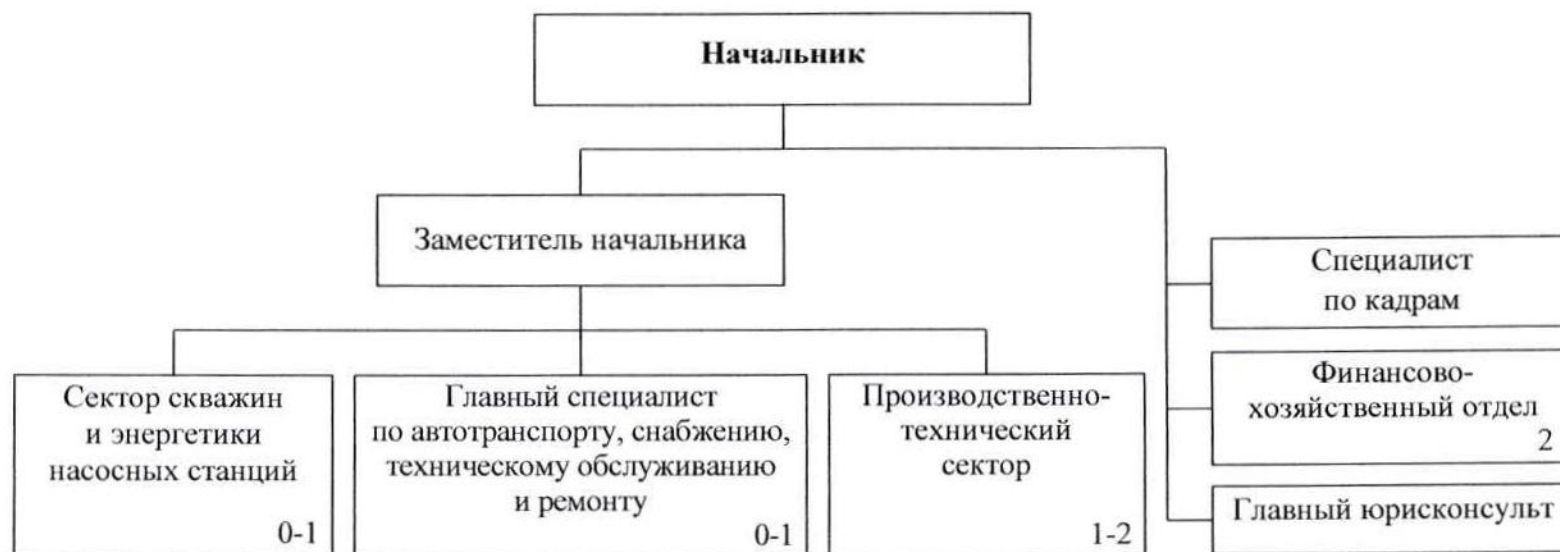 Начальник
Заместитель начальника
Специалист
по кадрам
Финансово-
хозяйственный отдел
2
Главный юрисконсульт
Сектор скважин
и энергетики
насосных станций
0-1
Главный специалист
по автотранспорту, снабжению,
техническому обслуживанию
и ремонту
0-1
Производственно-
технический
сектор
1-2